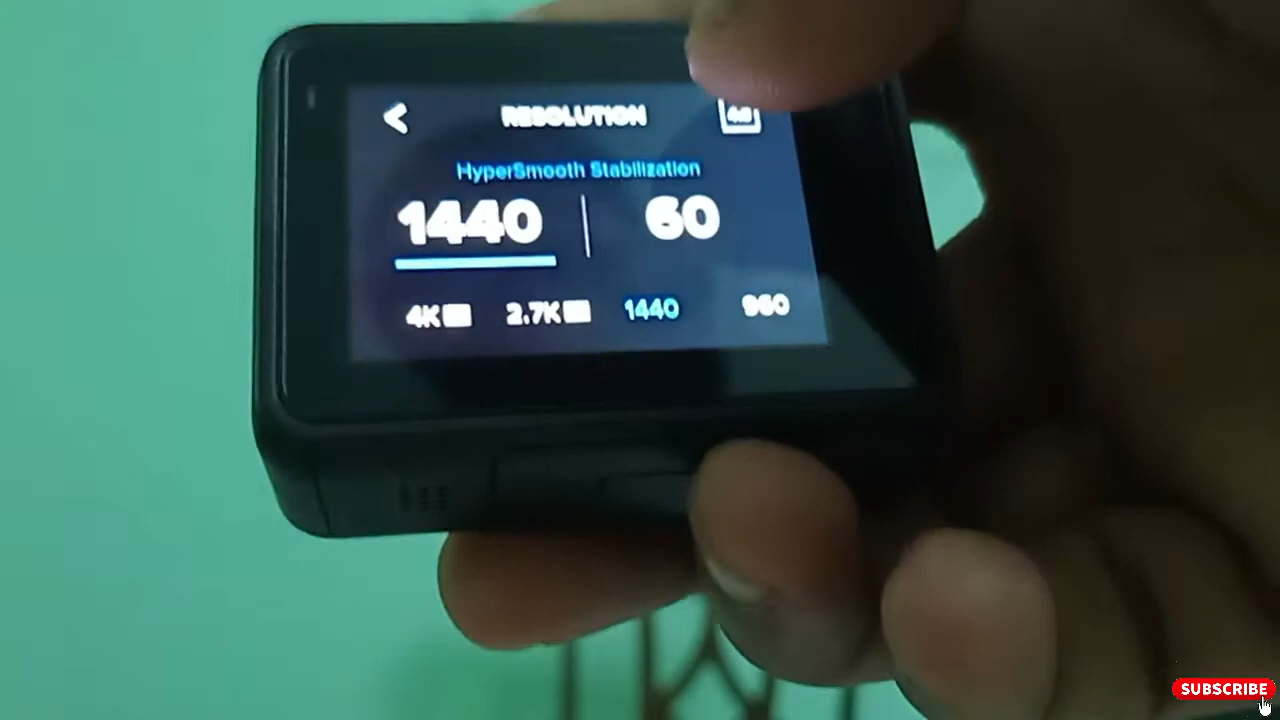 RESOLUTION
HyperSmooth Stabilization
1440 60
4K 2.7K 1440 960
SUBSCRIBE